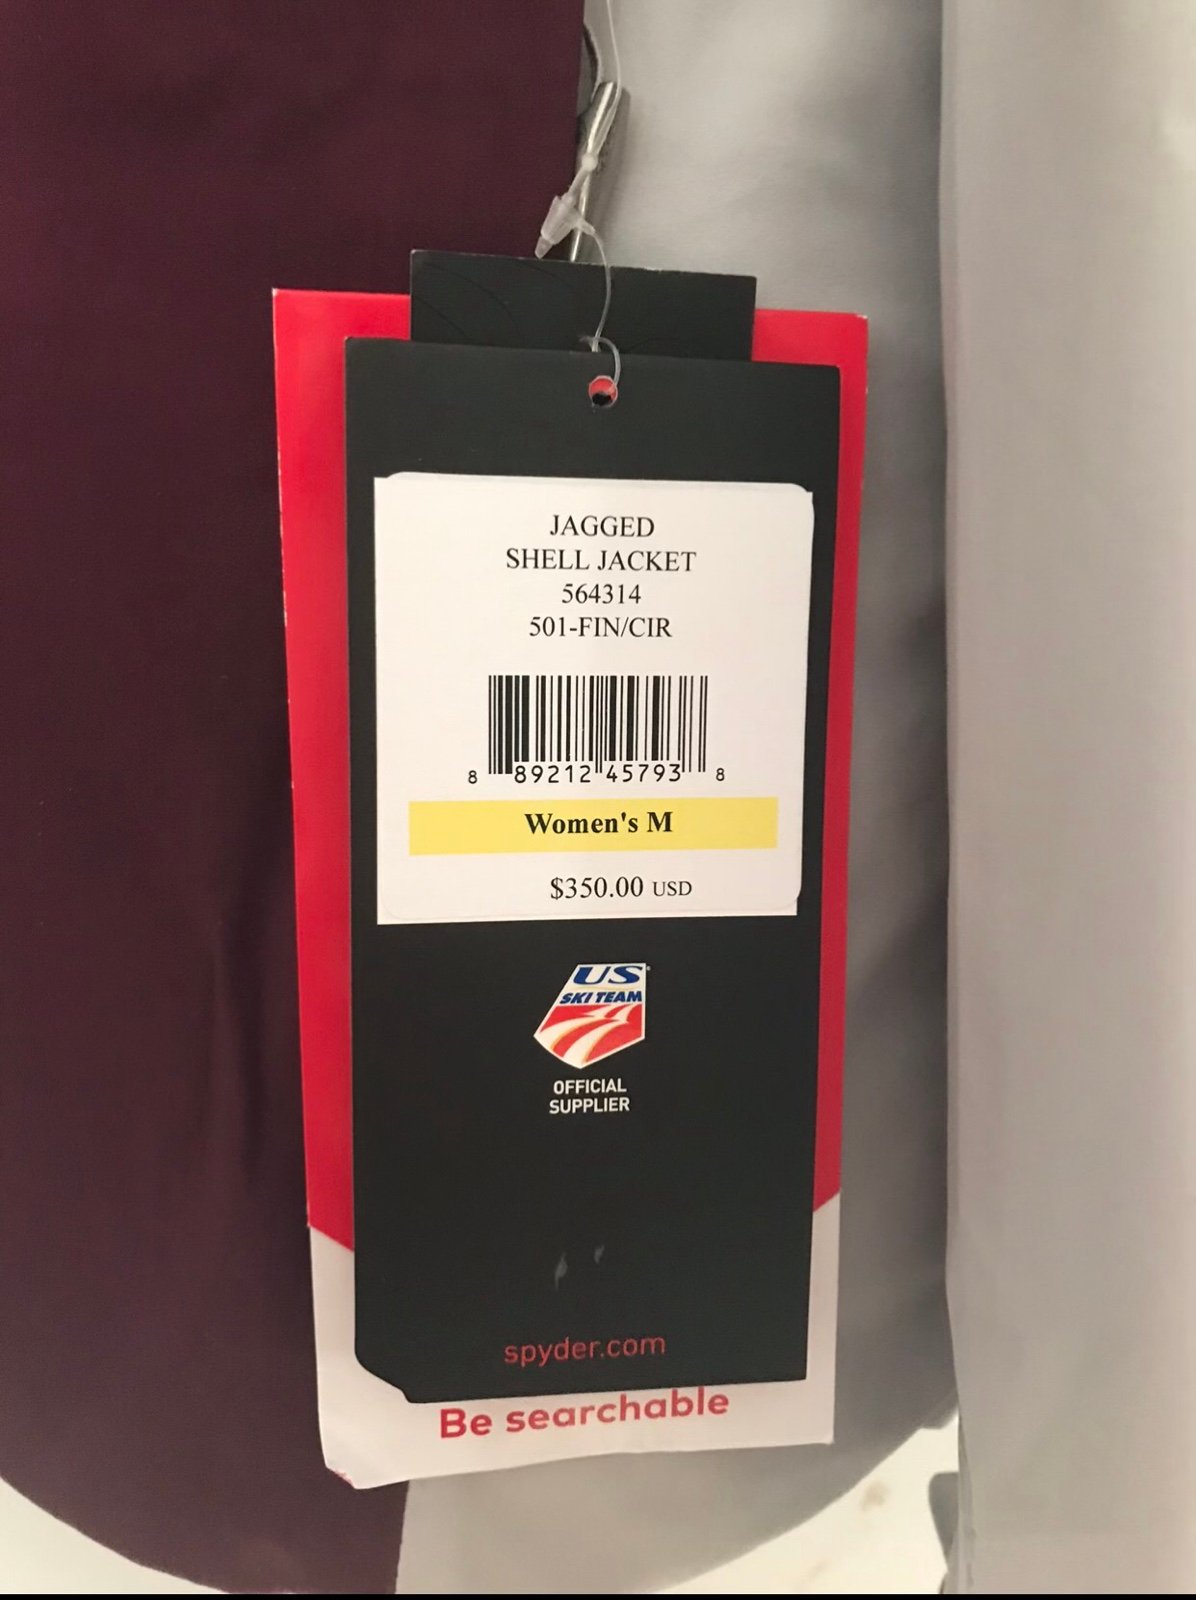 JAGGED
SHELL JACKET
564314
501-FIN/CIR
8 89212 45793 8
Women's M
$350.00 USD
US
SKI TEAM
OFFICIAL
SUPPLIER
spyder.com
Be searchable